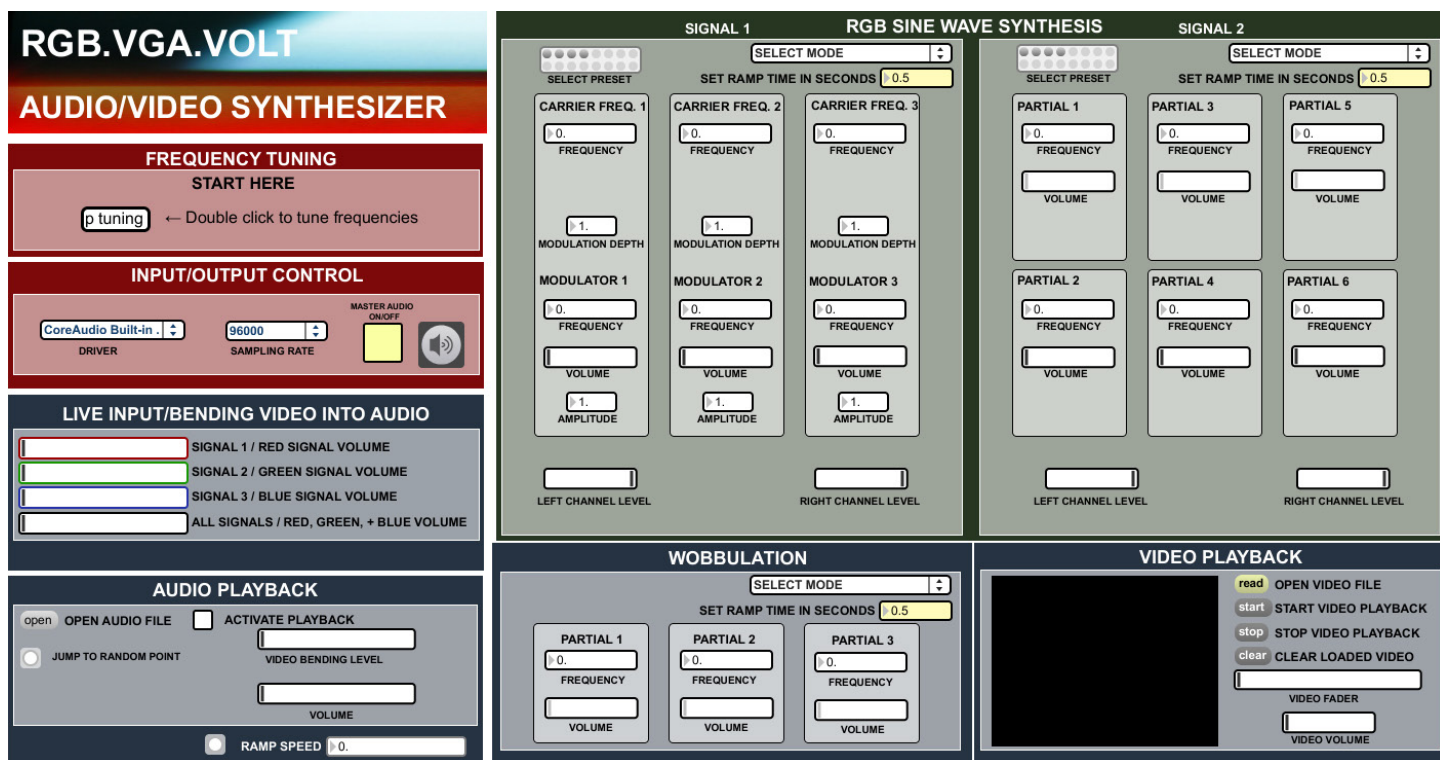 RGB.VGA.VOLT
AUDIO/VIDEO SYNTHESIZER
FREQUENCY TUNING
START HERE
p tuning ← Double click to tune frequencies
INPUT/OUTPUT CONTROL
MASTER AUDIO
ON/OFF
CoreAudio Built-in . 96000
DRIVER SAMPLING RATE
LIVE INPUT/BENDING VIDEO INTO AUDIO
SIGNAL 1 / RED SIGNAL VOLUME
SIGNAL 2 / GREEN SIGNAL VOLUME
SIGNAL 3 / BLUE SIGNAL VOLUME
ALL SIGNALS / RED, GREEN, + BLUE VOLUME
AUDIO PLAYBACK
open OPEN AUDIO FILE ACTIVATE PLAYBACK
JUMP TO RANDOM POINT VIDEO BENDING LEVEL
VOLUME
RAMP SPEED 0.
SIGNAL 1 RGB SINE WAVE SYNTHESIS SIGNAL 2
SELECT MODE
SELECT PRESET SET RAMP TIME IN SECONDS 0.5
CARRIER FREQ. 1 CARRIER FREQ. 2 CARRIER FREQ. 3
0. 0. 0.
FREQUENCY FREQUENCY FREQUENCY
1. 1. 1.
MODULATION DEPTH MODULATION DEPTH MODULATION DEPTH
MODULATOR 1 MODULATOR 2 MODULATOR 3
0. 0. 0.
FREQUENCY FREQUENCY FREQUENCY
VOLUME VOLUME VOLUME
1. 1. 1.
AMPLITUDE AMPLITUDE AMPLITUDE
LEFT CHANNEL LEVEL RIGHT CHANNEL LEVEL
SELECT MODE
SELECT PRESET SET RAMP TIME IN SECONDS 0.5
PARTIAL 1 PARTIAL 3 PARTIAL 5
0. 0. 0.
FREQUENCY FREQUENCY FREQUENCY
VOLUME VOLUME VOLUME
PARTIAL 2 PARTIAL 4 PARTIAL 6
0. 0. 0.
FREQUENCY FREQUENCY FREQUENCY
VOLUME VOLUME VOLUME
LEFT CHANNEL LEVEL RIGHT CHANNEL LEVEL
WOBBULATION
SELECT MODE
SET RAMP TIME IN SECONDS 0.5
PARTIAL 1 PARTIAL 2 PARTIAL 3
0. 0. 0.
FREQUENCY FREQUENCY FREQUENCY
VOLUME VOLUME VOLUME
VIDEO PLAYBACK
read OPEN VIDEO FILE
start START VIDEO PLAYBACK
stop STOP VIDEO PLAYBACK
clear CLEAR LOADED VIDEO
VIDEO FADER
VIDEO VOLUME